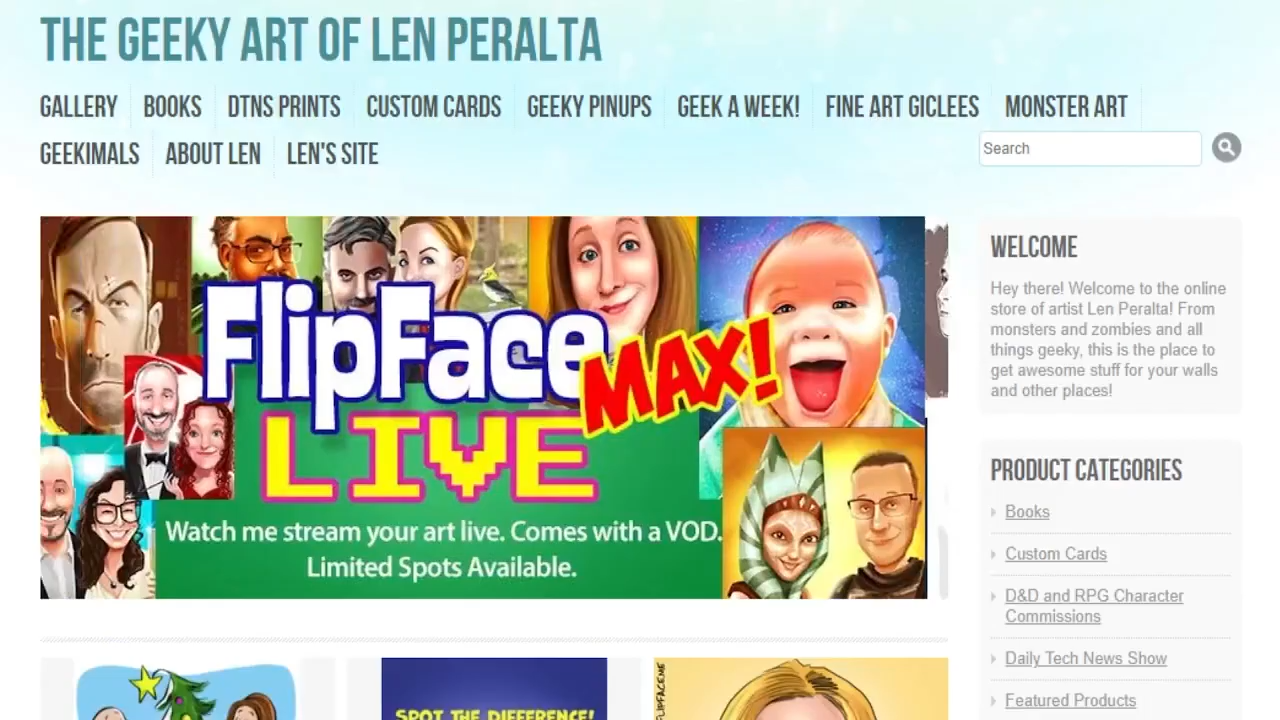 THE GEEKY ART OF LEN PERALTA
GALLERY BOOKS DTNS PRINTS CUSTOM CARDS GEEKY PINUPS GEEK A WEEK! FINE ART GICLEES MONSTER ART
GEEKIMALS ABOUT LEN LEN'S SITE
Search
FlipFace
MAX!
LIVE
Watch me stream your art live. Comes with a VOD.
Limited Spots Available.
WELCOME
Hey there! Welcome to the online
store of artist Len Peralta! From
monsters and zombies and all
things geeky, this is the place to
get awesome stuff for your walls
and other places!
PRODUCT CATEGORIES
Books
Custom Cards
D&D and RPG Character
Commissions
Daily Tech News Show
Featured Products
SPOT THE DIFFERENCE!
FLIPFACE.ME